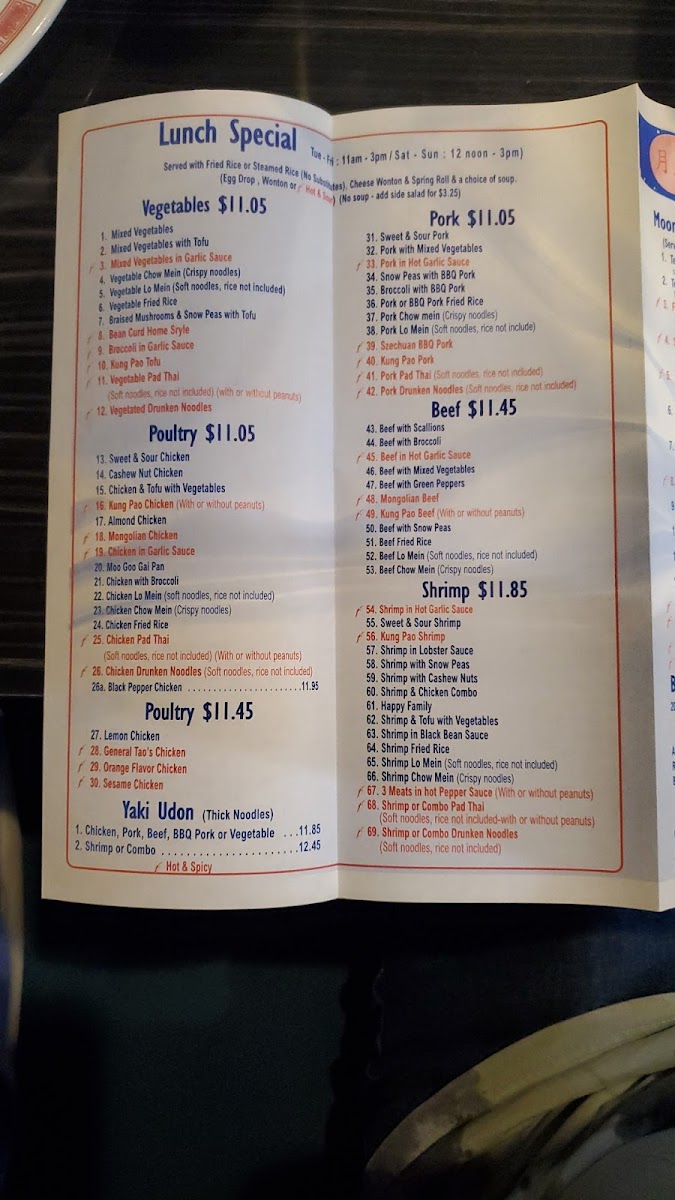 Lunch Special
Tue - Fri : 11am - 3pm / Sat - Sun : 12 noon - 3pm)
Served with Fried Rice or Steamed Rice (No Substitutes), Cheese Wonton & Spring Roll & a choice of soup.
(Egg Drop , Wonton or Hot & Sour) (No soup - add side salad for $3.25)
Vegetables $11.05
1. Mixed Vegetables
2. Mixed Vegetables with Tofu
3. Mixed Vegetables in Garlic Sauce
4. Vegetable Chow Mein (Crispy noodles)
5. Vegetable Lo Mein (Soft noodles, rice not included)
6. Vegetable Fried Rice
7. Braised Mushrooms & Snow Peas with Tofu
8. Bean Curd Home Sryle
9. Broccoli in Garlic Sauce
10. Kung Pao Tofu
11. Vegetable Pad Thai
(Soft noodles, rice not included) (with or without peanuts)
12. Vegetated Drunken Noodles
Poultry $11.05
13. Sweet & Sour Chicken
14. Cashew Nut Chicken
15. Chicken & Tofu with Vegetables
16. Kung Pao Chicken (With or without peanuts)
17. Almond Chicken
18. Mongolian Chicken
19. Chicken in Garlic Sauce
20. Moo Goo Gai Pan
21. Chicken with Broccoli
22. Chicken Lo Mein (soft noodles, rice not included)
23. Chicken Chow Mein (Crispy noodles)
24. Chicken Fried Rice
25. Chicken Pad Thai
(Soft noodles, rice not included) (With or without peanuts)
26. Chicken Drunken Noodles (Soft noodles, rice not included)
26a. Black Pepper Chicken . . . . . . . . . . . . . . . . . . . . . . .11.95
Poultry $11.45
27. Lemon Chicken
28. General Tao's Chicken
29. Orange Flavor Chicken
30. Sesame Chicken
Yaki Udon (Thick Noodles)
1. Chicken, Pork, Beef, BBQ Pork or Vegetable . . .11.85
2. Shrimp or Combo . . . . . . . . . . . . . . . . . . . . .12.45
Hot & Spicy
Pork $11.05
31. Sweet & Sour Pork
32. Pork with Mixed Vegetables
33. Pork in Hot Garlic Sauce
34. Snow Peas with BBQ Pork
35. Broccoli with BBQ Pork
36. Pork or BBQ Pork Fried Rice
37. Pork Chow mein (Crispy noodles)
38. Pork Lo Mein (Soft noodles, rice not include)
39. Szechuan BBQ Pork
40. Kung Pao Pork
41. Pork Pad Thai (Soft noodles, rice not included)
42. Pork Drunken Noodles (Soft noodles, rice not included)
Beef $11.45
43. Beef with Scallions
44. Beef with Broccoli
45. Beef in Hot Garlic Sauce
46. Beef with Mixed Vegetables
47. Beef with Green Peppers
48. Mongolian Beef
49. Kung Pao Beef (With or without peanuts)
50. Beef with Snow Peas
51. Beef Fried Rice
52. Beef Lo Mein (Soft noodles, rice not included)
53. Beef Chow Mein (Crispy noodles)
Shrimp $11.85
54. Shrimp in Hot Garlic Sauce
55. Sweet & Sour Shrimp
56. Kung Pao Shrimp
57. Shrimp in Lobster Sauce
58. Shrimp with Snow Peas
59. Shrimp with Cashew Nuts
60. Shrimp & Chicken Combo
61. Happy Family
62. Shrimp & Tofu with Vegetables
63. Shrimp in Black Bean Sauce
64. Shrimp Fried Rice
65. Shrimp Lo Mein (Soft noodles, rice not included)
66. Shrimp Chow Mein (Crispy noodles)
67. 3 Meats in hot Pepper Sauce (With or without peanuts)
68. Shrimp or Combo Pad Thai
(Soft noodles, rice not included-with or without peanuts)
69. Shrimp or Combo Drunken Noodles
(Soft noodles, rice not included)
月
1.
2.
3.
4.
5.
6.
7.
8.